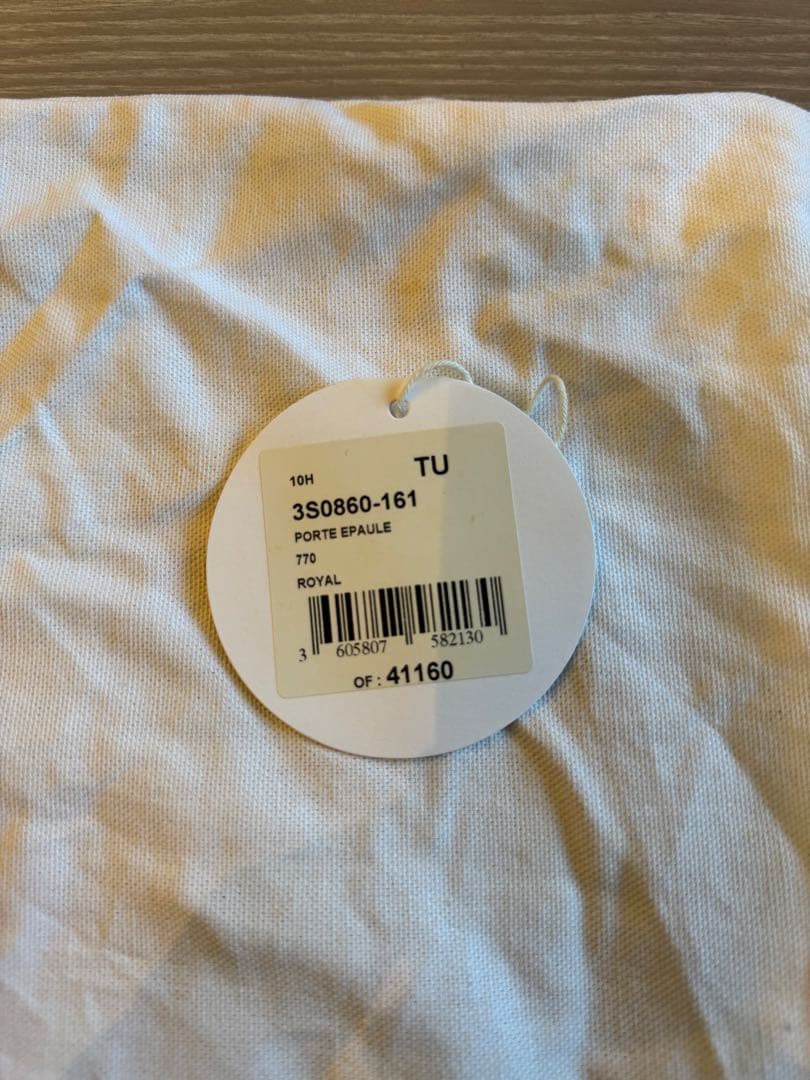 10H TU
3S0860-161
PORTE EPAULE
770
ROYAL
3 605807 582130
OF : 41160